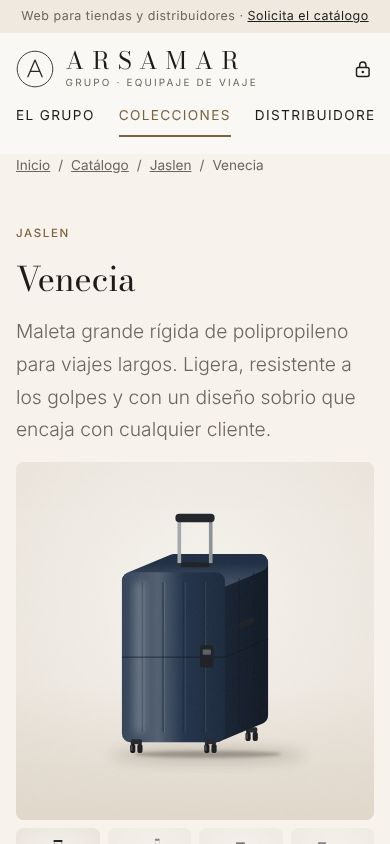 Web para tiendas y distribuidores · Solicita el catálogo
A ARSAMAR
GRUPO · EQUIPAJE DE VIAJE
EL GRUPO COLECCIONES DISTRIBUIDORE
Inicio / Catálogo / Jaslen / Venecia
JASLEN
Venecia
Maleta grande rígida de polipropileno
para viajes largos. Ligera, resistente a
los golpes y con un diseño sobrio que
encaja con cualquier cliente.